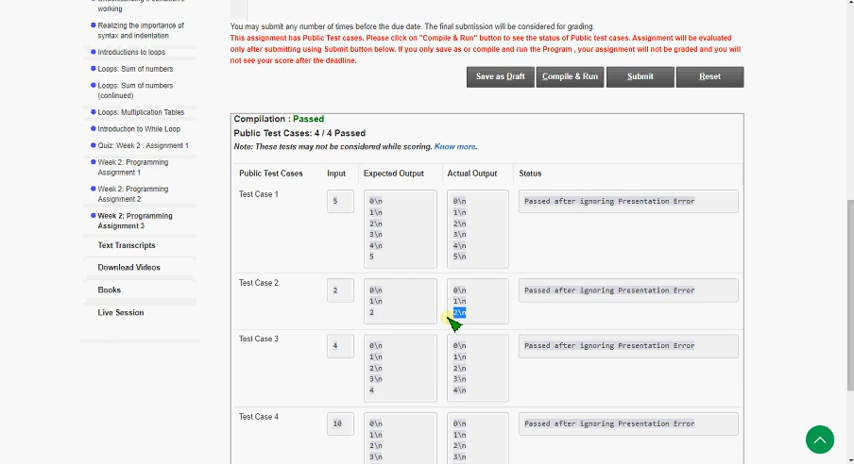 working
Realizing the importance of
syntax and indentation
Introductions to loops
Loops: Sum of numbers
Loops: Sum of numbers
(continued)
Loops: Multiplication Tables
Introduction to While Loop
Quiz: Week 2 : Assignment 1
Week 2: Programming
Assignment 1
Week 2: Programming
Assignment 2
Week 2: Programming
Assignment 3
Text Transcripts
Download Videos
Books
Live Session
You may submit any number of times before the due date. The final submission will be considered for grading.
This assignment has Public Test cases. Please click on "Compile & Run" button to see the status of Public test cases. Assignment will be evaluated
only after submitting using Submit button below. If you only save as or compile and run the Program , your assignment will not be graded and you will
not see your score after the deadline.
Save as Draft Compile & Run Submit Reset
Compilation : Passed
Public Test Cases: 4 / 4 Passed
Note: These tests may not be considered while scoring. Know more.
Public Test Cases Input Expected Output Actual Output Status
Test Case 1 5 0\n 0\n Passed after ignoring Presentation Error
1\n 1\n
2\n 2\n
3\n 3\n
4\n 4\n
5 5\n
Test Case 2 2 0\n 0\n Passed after ignoring Presentation Error
1\n 1\n
2 2\n
Test Case 3 4 0\n 0\n Passed after ignoring Presentation Error
1\n 1\n
2\n 2\n
3\n 3\n
4 4\n
Test Case 4 10 0\n 0\n Passed after ignoring Presentation Error
1\n 1\n
2\n 2\n
3\n 3\n